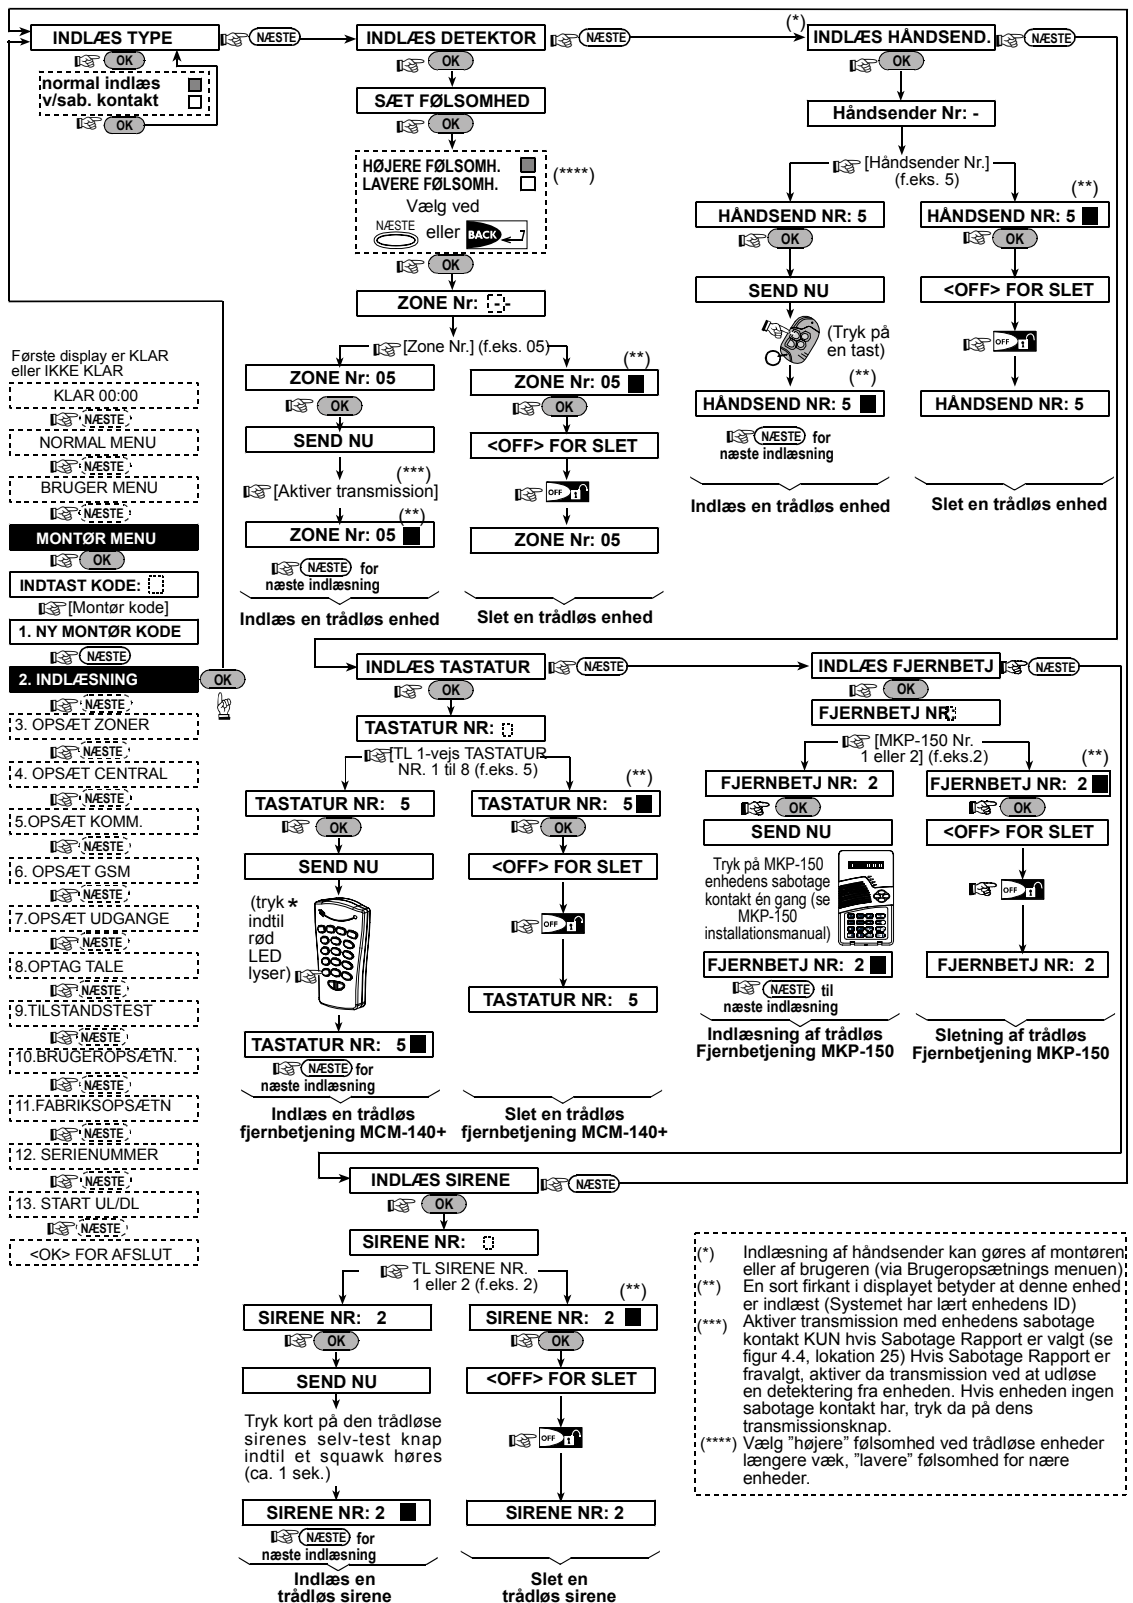 INDLÆS TYPE
NÆSTE
OK
normal indlæs
v/sab. kontakt
OK
INDLÆS DETEKTOR
NÆSTE
OK
SÆT FØLSOMHED
OK
HØJERE FØLSOMH.
LAVERE FØLSOMH.
(****)
Vælg ved
NÆSTE
eller
BACK
OK
ZONE Nr: --
[Zone Nr.] (f.eks. 05)
ZONE Nr: 05
OK
SEND NU
(***)
[Aktiver transmission]
(**)
ZONE Nr: 05
NÆSTE for
næste indlæsning
Indlæs en trådløs enhed
(**)
ZONE Nr: 05
OK
<OFF> FOR SLET
OFF
ZONE Nr: 05
Slet en trådløs enhed
(*)
INDLÆS HÅNDSEND.
NÆSTE
OK
Håndsender Nr: -
[Håndsender Nr.]
(f.eks. 5)
HÅNDSEND NR: 5
OK
SEND NU
(Tryk på
en tast)
(**)
HÅNDSEND NR: 5
NÆSTE for
næste indlæsning
Indlæs en trådløs enhed
(**)
HÅNDSEND NR: 5
OK
<OFF> FOR SLET
OFF
HÅNDSEND NR: 5
Slet en trådløs enhed
Første display er KLAR
eller IKKE KLAR
KLAR 00:00
NÆSTE
NORMAL MENU
NÆSTE
BRUGER MENU
NÆSTE
MONTØR MENU
OK
INDTAST KODE:
[Montør kode]
1. NY MONTØR KODE
NÆSTE
2. INDLÆSNING
OK
NÆSTE
3. OPSÆT ZONER
NÆSTE
4. OPSÆT CENTRAL
NÆSTE
5.OPSÆT KOMM.
NÆSTE
6. OPSÆT GSM
NÆSTE
7.OPSÆT UDGANGE
NÆSTE
8.OPTAG TALE
NÆSTE
9.TILSTANDSTEST
NÆSTE
10.BRUGEROPSÆTN.
NÆSTE
11.FABRIKSOPSÆTN
NÆSTE
12. SERIENUMMER
NÆSTE
13. START UL/DL
NÆSTE
<OK> FOR AFSLUT
INDLÆS TASTATUR
NÆSTE
OK
TASTATUR NR:
[TL 1-vejs TASTATUR
NR. 1 til 8 (f.eks. 5)
TASTATUR NR: 5
OK
SEND NU
(tryk *
indtil
rød
LED
lyser)
TASTATUR NR: 5
NÆSTE for
næste indlæsning
Indlæs en trådløs
fjernbetjening MCM-140+
(**)
TASTATUR NR: 5
OK
<OFF> FOR SLET
OFF
TASTATUR NR: 5
Slet en trådløs
fjernbetjening MCM-140+
INDLÆS FJERNBETJ
NÆSTE
OK
FJERNBETJ NR:
[MKP-150 Nr.
1 eller 2] (f.eks.2)
FJERNBETJ NR: 2
OK
SEND NU
Tryk på MKP-150
enhedens sabotage
kontakt én gang (se
MKP-150
installationsmanual)
FJERNBETJ NR: 2
NÆSTE til
næste indlæsning
Indlæsning af trådløs
Fjernbetjening MKP-150
(**)
FJERNBETJ NR: 2
OK
<OFF> FOR SLET
OFF
FJERNBETJ NR: 2
Sletning af trådløs
Fjernbetjening MKP-150
INDLÆS SIRENE
NÆSTE
OK
SIRENE NR:
TL SIRENE NR.
1 eller 2 (f.eks. 2)
SIRENE NR: 2
OK
SEND NU
Tryk kort på den trådløse
sirenes selv-test knap
indtil et squawk høres
(ca. 1 sek.)
SIRENE NR: 2
NÆSTE for
næste indlæsning
Indlæs en
trådløs sirene
(**)
SIRENE NR: 2
OK
<OFF> FOR SLET
OFF
SIRENE NR: 2
Slet en
trådløs sirene
(*) Indlæsning af håndsender kan gøres af montøren
eller af brugeren (via Brugeropsætnings menuen)
(**) En sort firkant i displayet betyder at denne enhed
er indlæst (Systemet har lært enhedens ID)
(***) Aktiver transmission med enhedens sabotage
kontakt KUN hvis Sabotage Rapport er valgt (se
figur 4.4, lokation 25) Hvis Sabotage Rapport er
fravalgt, aktiver da transmission ved at udløse
en detektering fra enheden. Hvis enheden ingen
sabotage kontakt har, tryk da på dens
transmissionsknap.
(****) Vælg ”højere” følsomhed ved trådløse enheder
længere væk, ”lavere” følsomhed for nære
enheder.